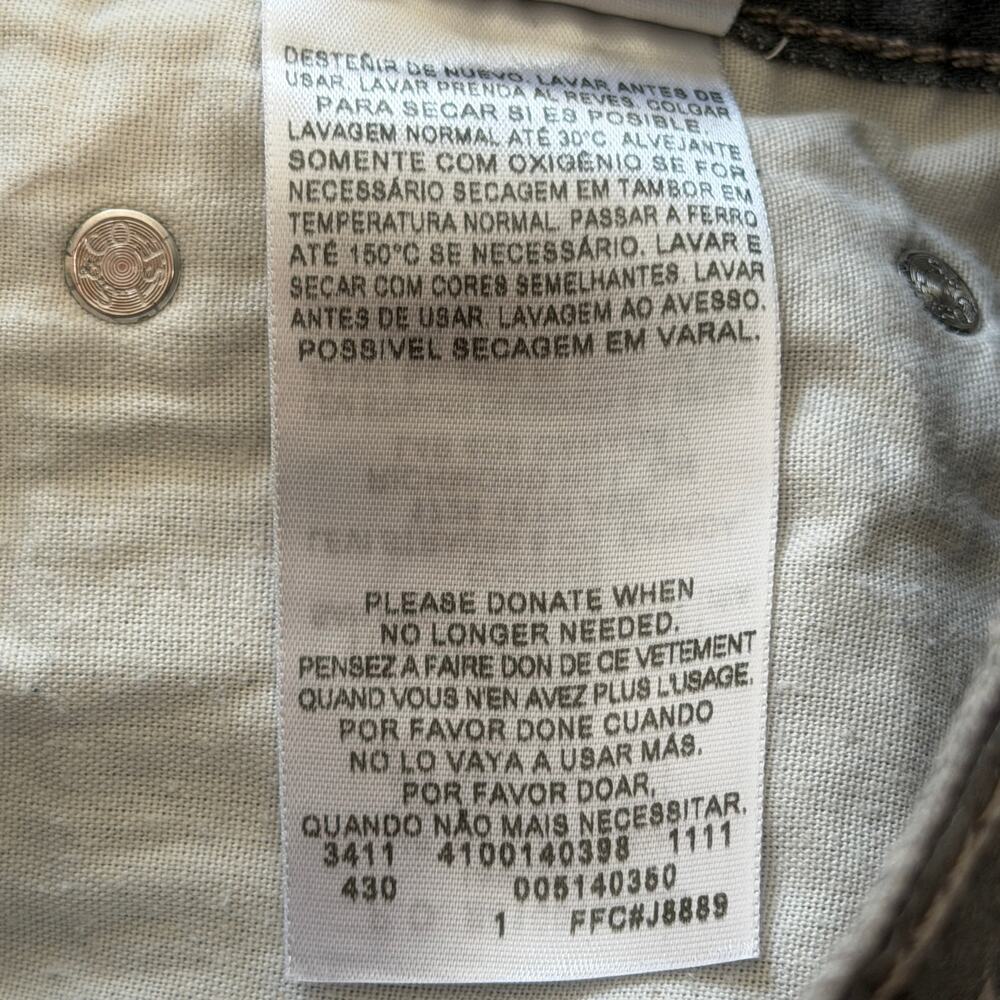 DESTEÑIR DE NUEVO. LAVAR ANTES DE
USAR. LAVAR PRENDA AL REVES. COLGAR
PARA SECAR SI ES POSIBLE.
LAVAGEM NORMAL ATÉ 30°C ALVEJANTE
SOMENTE COM OXIGÊNIO SE FOR
NECESSÁRIO SECAGEM EM TAMBOR EM
TEMPERATURA NORMAL. PASSAR A FERRO
ATÉ 150°C SE NECESSÁRIO. LAVAR E
SECAR COM CORES SEMELHANTES. LAVAR
ANTES DE USAR. LAVAGEM AO AVESSO.
POSSIVEL SECAGEM EM VARAL.
PLEASE DONATE WHEN
NO LONGER NEEDED.
PENSEZ A FAIRE DON DE CE VETEMENT
QUAND VOUS N'EN AVEZ PLUS L'USAGE.
POR FAVOR DONE CUANDO
NO LO VAYA A USAR MÁS.
POR FAVOR DOAR,
QUANDO NÃO MAIS NECESSITAR.
3411 4100140398 1111
430 005140350
1 FFC#J8889